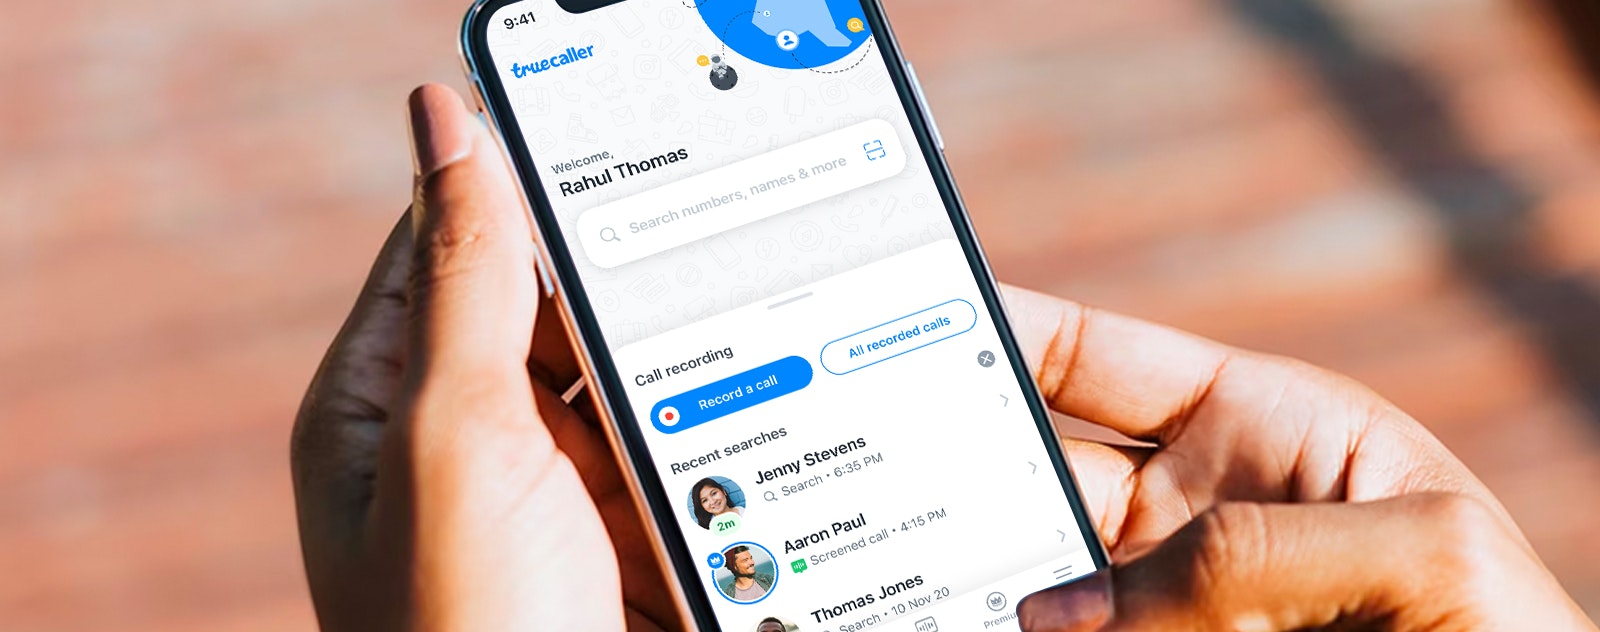 9:41
truecaller
Welcome,
Rahul Thomas
Search numbers, names & more
Call recording
Record a call
All recorded calls
Recent searches
Jenny Stevens
Search • 6:35 PM
2m
Aaron Paul
Screened call • 4:15 PM
Thomas Jones
Search • 10 Nov 20